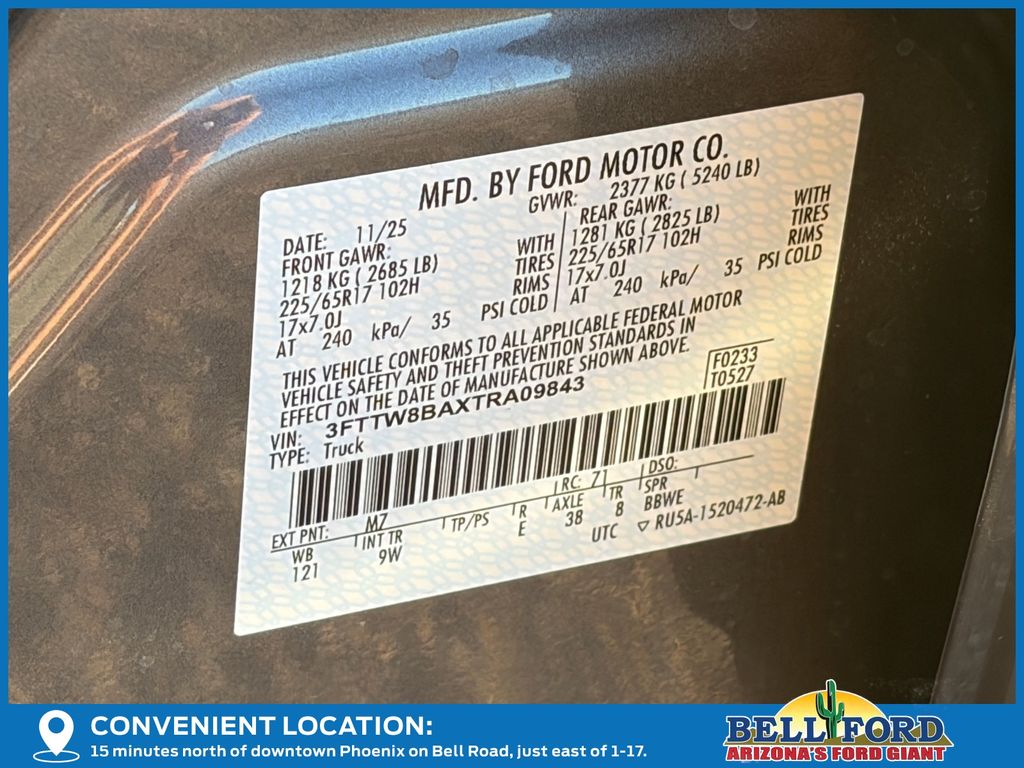 MFD. BY FORD MOTOR CO.
DATE: 11/25 GVWR: 2377 KG ( 5240 LB)
FRONT GAWR: REAR GAWR:
1218 KG ( 2685 LB) WITH 1281 KG ( 2825 LB) WITH
225/65R17 102H TIRES 225/65R17 102H TIRES
17x7.0J RIMS 17x7.0J RIMS
AT 240 kPa/ 35 PSI COLD AT 240 kPa/ 35 PSI COLD
THIS VEHICLE CONFORMS TO ALL APPLICABLE FEDERAL MOTOR
VEHICLE SAFETY AND THEFT PREVENTION STANDARDS IN
EFFECT ON THE DATE OF MANUFACTURE SHOWN ABOVE.
VIN: 3FTTW8BAXTRA09843 F0233
TYPE: Truck T0527
EXT PNT: M7 RC: 71 DSO:
WB INT TR TP/PS R AXLE TR SPR
121 9W E 38 8 BBWE
UTC ▽ RU5A-1520472-AB
CONVENIENT LOCATION:
15 minutes north of downtown Phoenix on Bell Road, just east of 1-17.
BELL FORD
ARIZONA'S FORD GIANT